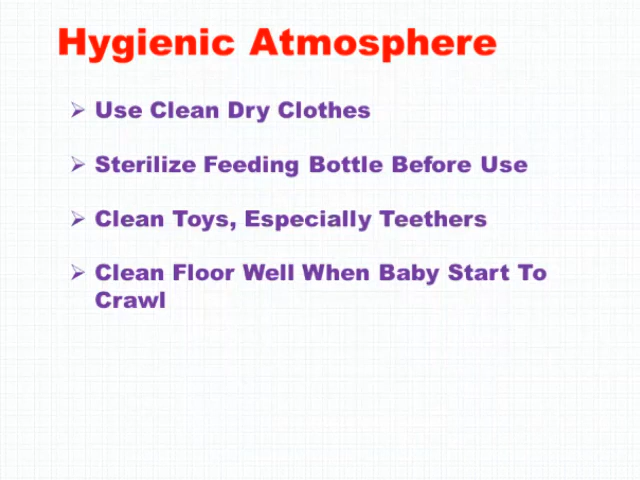 Hygienic Atmosphere
Use Clean Dry Clothes
Sterilize Feeding Bottle Before Use
Clean Toys, Especially Teethers
Clean Floor Well When Baby Start To
Crawl